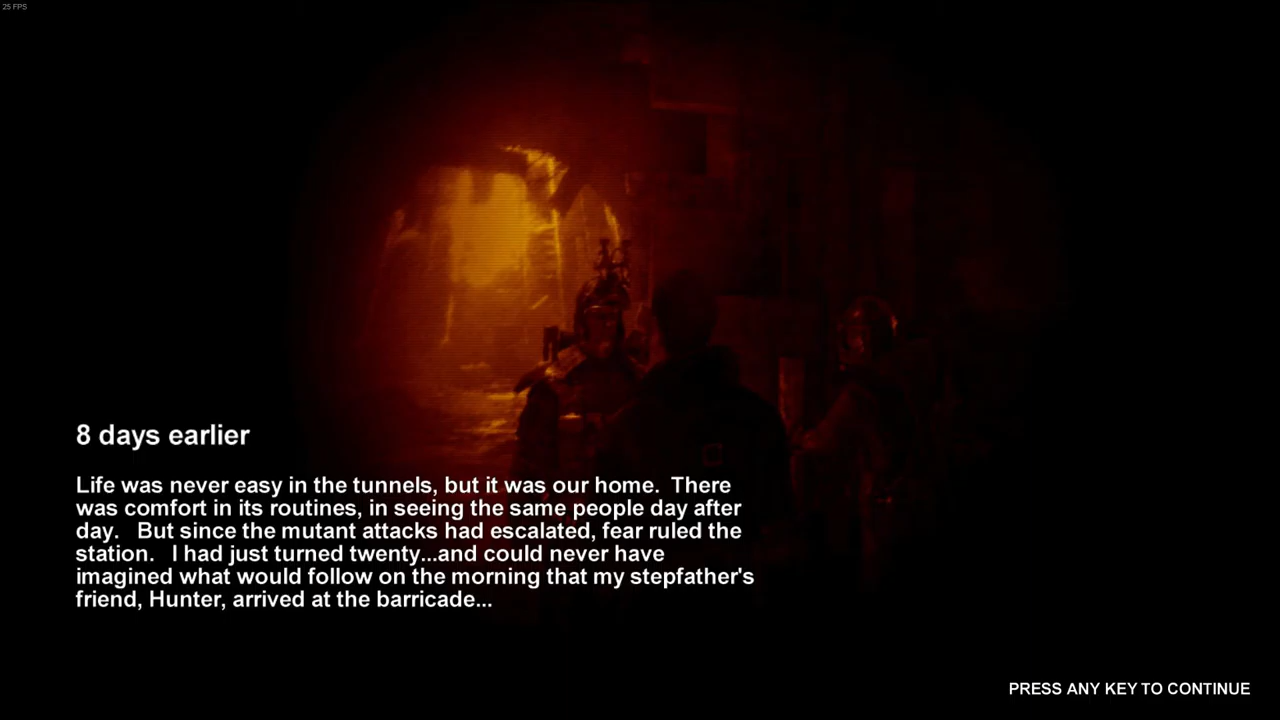 25 FPS
8 days earlier
Life was never easy in the tunnels, but it was our home.  There
was comfort in its routines, in seeing the same people day after
day.   But since the mutant attacks had escalated, fear ruled the
station.   I had just turned twenty...and could never have
imagined what would follow on the morning that my stepfather's
friend, Hunter, arrived at the barricade...
PRESS ANY KEY TO CONTINUE